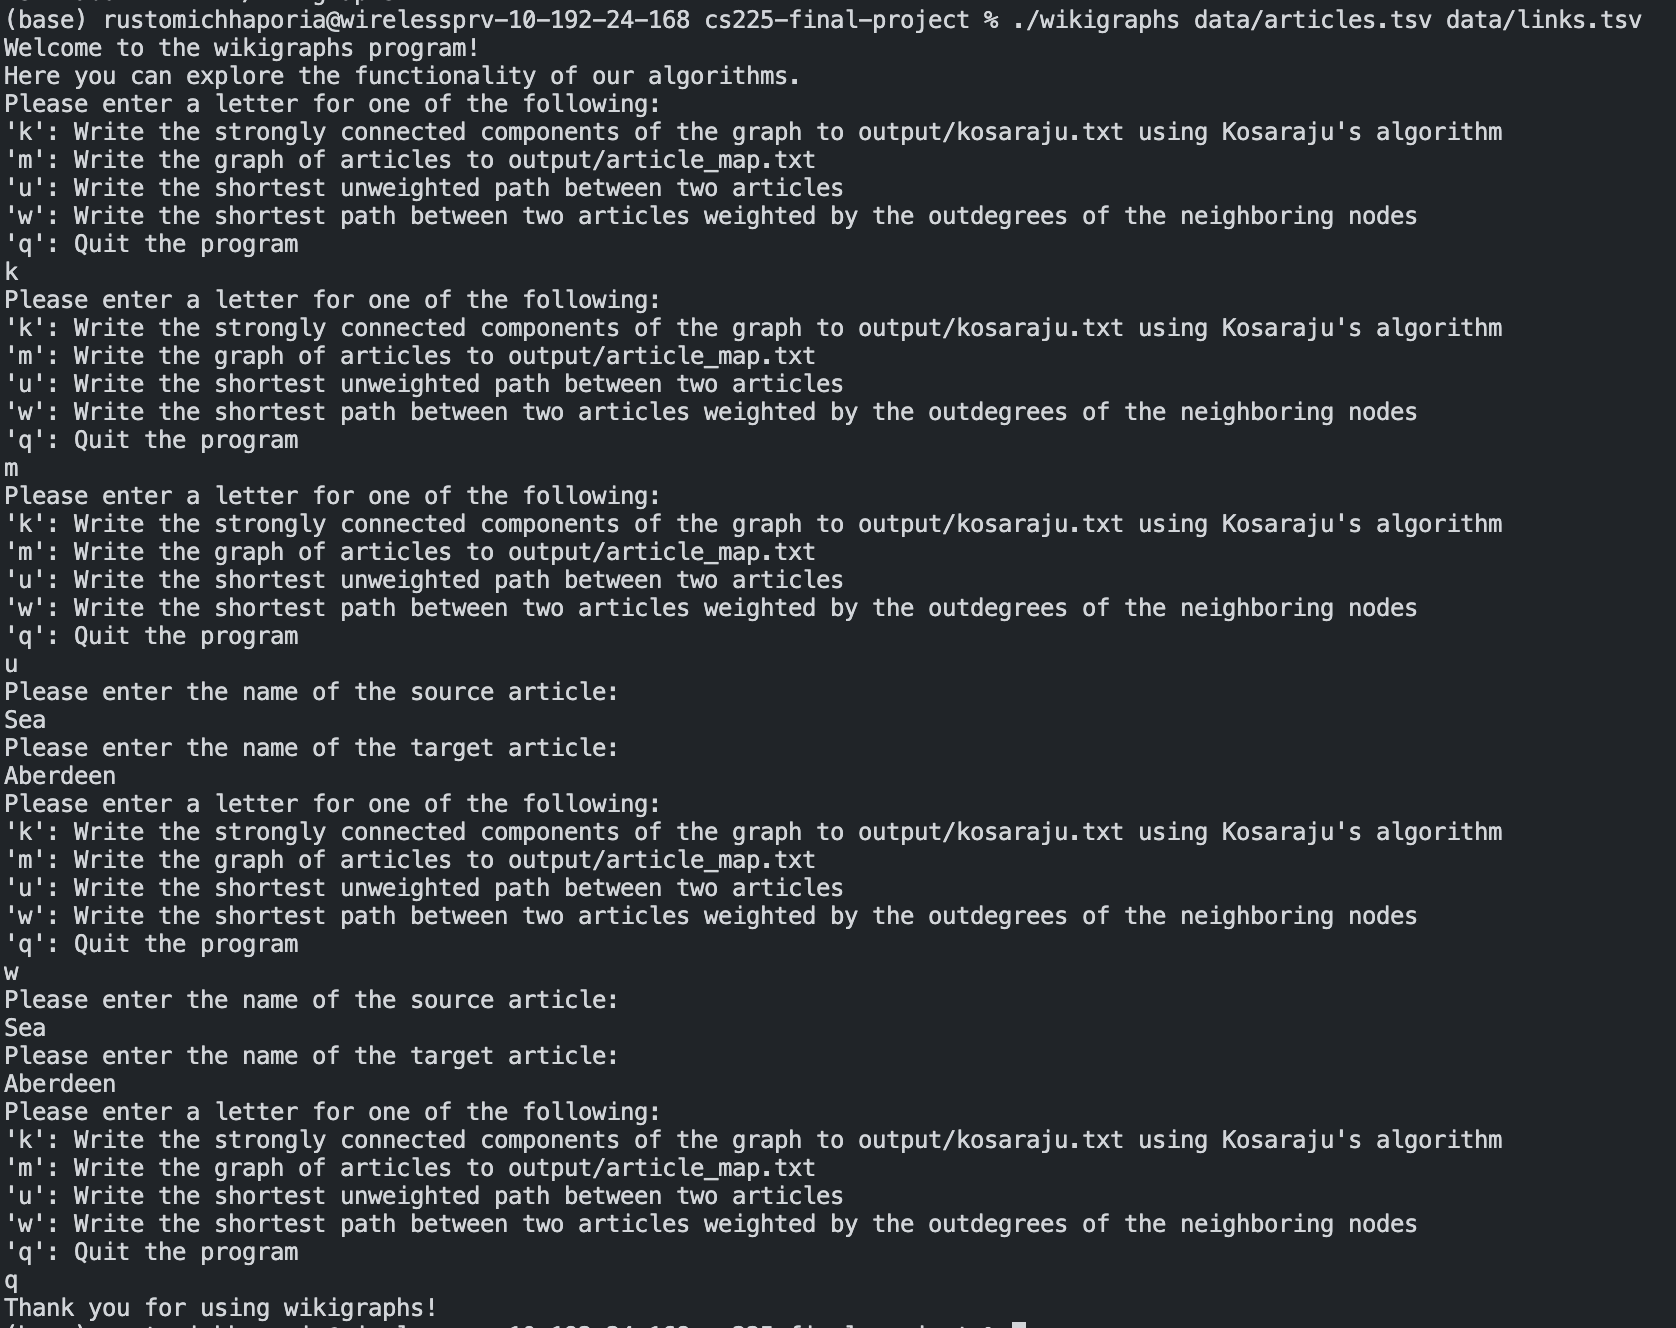 (base) rustomichhaporia@wirelessprv-10-192-24-168 cs225-final-project % ./wikigraphs data/articles.tsv data/links.tsv
Welcome to the wikigraphs program!
Here you can explore the functionality of our algorithms.
Please enter a letter for one of the following:
'k': Write the strongly connected components of the graph to output/kosaraju.txt using Kosaraju's algorithm
'm': Write the graph of articles to output/article_map.txt
'u': Write the shortest unweighted path between two articles
'w': Write the shortest path between two articles weighted by the outdegrees of the neighboring nodes
'q': Quit the program
k
Please enter a letter for one of the following:
'k': Write the strongly connected components of the graph to output/kosaraju.txt using Kosaraju's algorithm
'm': Write the graph of articles to output/article_map.txt
'u': Write the shortest unweighted path between two articles
'w': Write the shortest path between two articles weighted by the outdegrees of the neighboring nodes
'q': Quit the program
m
Please enter a letter for one of the following:
'k': Write the strongly connected components of the graph to output/kosaraju.txt using Kosaraju's algorithm
'm': Write the graph of articles to output/article_map.txt
'u': Write the shortest unweighted path between two articles
'w': Write the shortest path between two articles weighted by the outdegrees of the neighboring nodes
'q': Quit the program
u
Please enter the name of the source article:
Sea
Please enter the name of the target article:
Aberdeen
Please enter a letter for one of the following:
'k': Write the strongly connected components of the graph to output/kosaraju.txt using Kosaraju's algorithm
'm': Write the graph of articles to output/article_map.txt
'u': Write the shortest unweighted path between two articles
'w': Write the shortest path between two articles weighted by the outdegrees of the neighboring nodes
'q': Quit the program
w
Please enter the name of the source article:
Sea
Please enter the name of the target article:
Aberdeen
Please enter a letter for one of the following:
'k': Write the strongly connected components of the graph to output/kosaraju.txt using Kosaraju's algorithm
'm': Write the graph of articles to output/article_map.txt
'u': Write the shortest unweighted path between two articles
'w': Write the shortest path between two articles weighted by the outdegrees of the neighboring nodes
'q': Quit the program
q
Thank you for using wikigraphs!